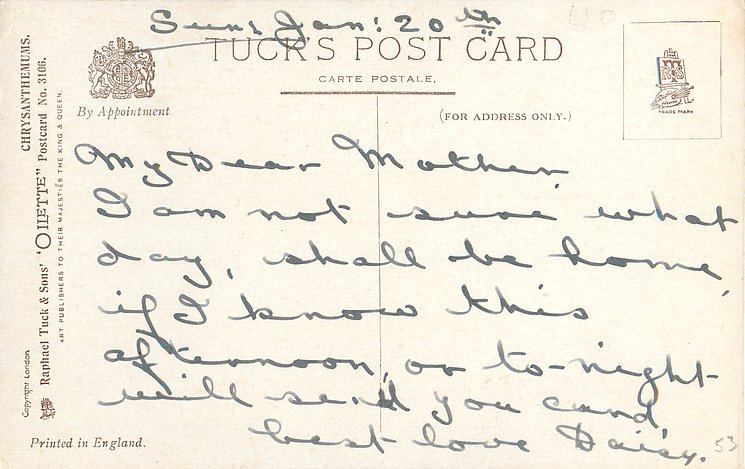 Sun: Jan: 20th
TUCK'S POST CARD
CARTE POSTALE.
By Appointment
(FOR ADDRESS ONLY.)
TRADE MARK
CHRYSANTHEMUMS.
Raphael Tuck & Sons' "OILETTE" Postcard No. 3106.
ART PUBLISHERS TO THEIR MAJESTIES THE KING & QUEEN.
Copyright London
My Dear Mother,
I am not sure what
day, shall be home,
if I know this
afternoon, or to-night
will send you card,
best love Daisy.
Printed in England.
53